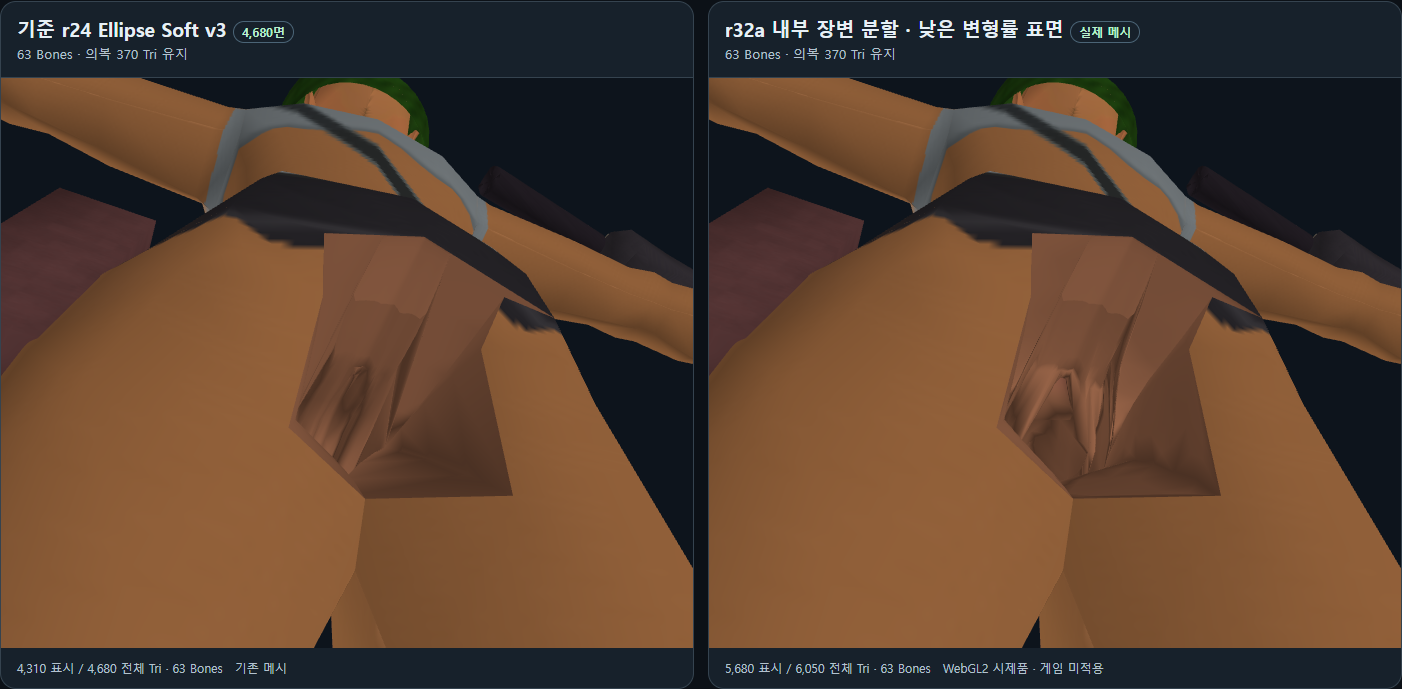 기준 r24 Ellipse Soft v3 4,680면
63 Bones · 의복 370 Tri 유지
4,310 표시 / 4,680 전체 Tri · 63 Bones 기존 메시
r32a 내부 장변 분할 · 낮은 변형률 표면 실제 메시
63 Bones · 의복 370 Tri 유지
5,680 표시 / 6,050 전체 Tri · 63 Bones WebGL2 시제품 · 게임 미적용